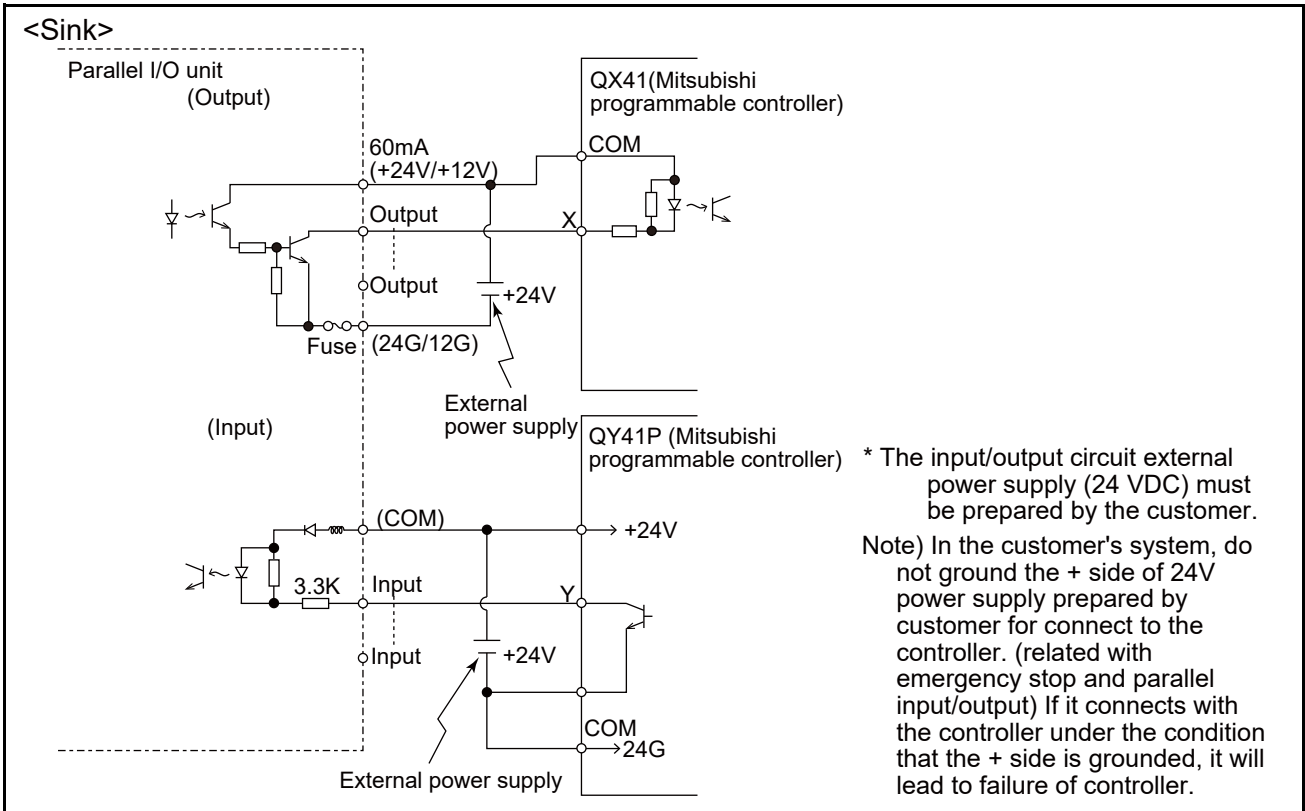 <Sink>
Parallel I/O unit
(Output)
QX41(Mitsubishi
programmable controller)
60mA
(+24V/+12V)
COM
Output
X
Output
+24V
Fuse
(24G/12G)
External
power supply
(Input)
QY41P (Mitsubishi
programmable controller)
(COM)
+24V
3.3K
Input
Y
Input
+24V
COM
24G
External power supply
* The input/output circuit external
power supply (24 VDC) must
be prepared by the customer.
Note) In the customer's system, do
not ground the + side of 24V
power supply prepared by
customer for connect to the
controller. (related with
emergency stop and parallel
input/output) If it connects with
the controller under the condition
that the + side is grounded, it will
lead to failure of controller.